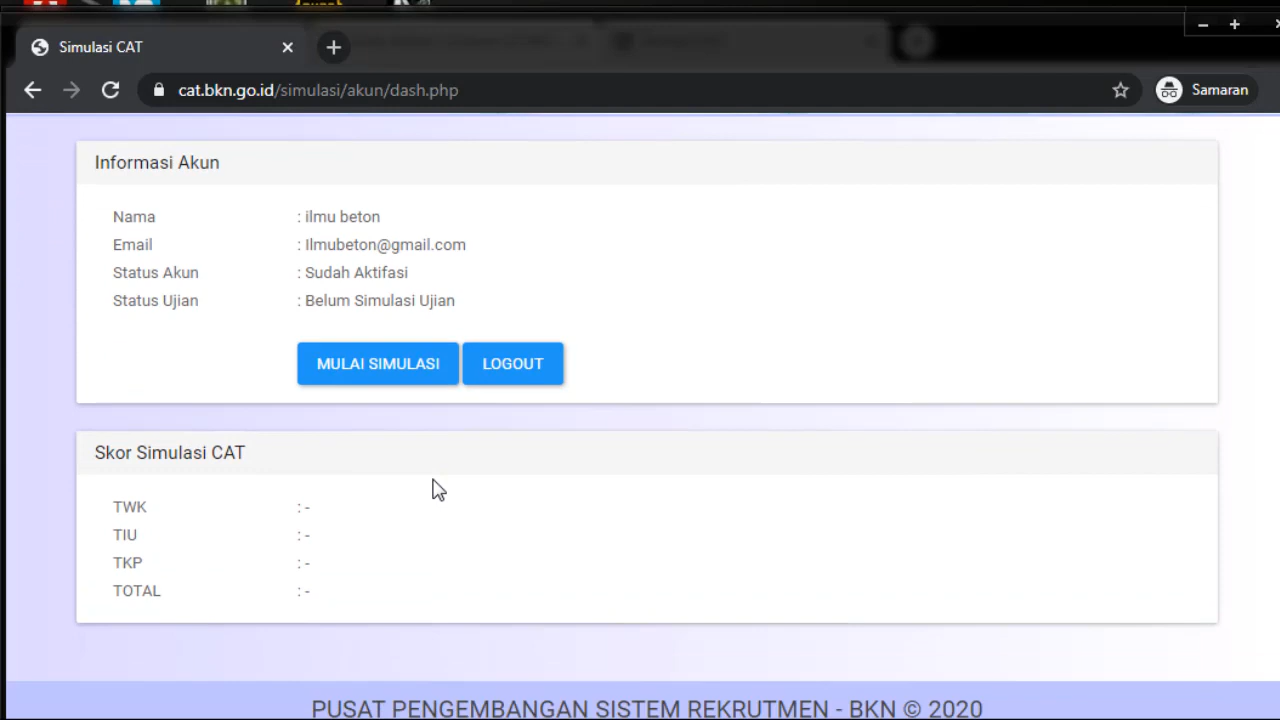 Simulasi CAT
cat.bkn.go.id/simulasi/akun/dash.php
Samaran
Informasi Akun
Nama : ilmu beton
Email : Ilmubeton@gmail.com
Status Akun : Sudah Aktifasi
Status Ujian : Belum Simulasi Ujian
MULAI SIMULASI LOGOUT
Skor Simulasi CAT
TWK : -
TIU : -
TKP : -
TOTAL : -
PUSAT PENGEMBANGAN SISTEM REKRUTMEN - BKN © 2020